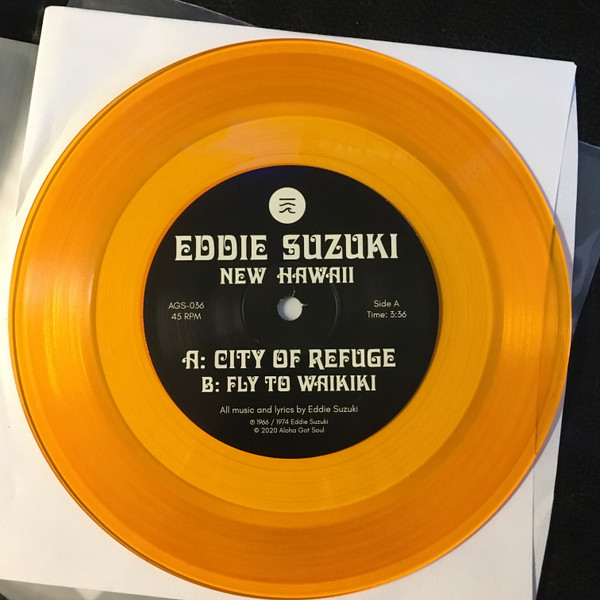 EDDIE SUZUKI
NEW HAWAII
AGS-036
45 RPM
Side A
Time: 3:36
A: CITY OF REFUGE
B: FLY TO WAIKIKI
All music and lyrics by Eddie Suzuki
℗ 1966 / 1974 Eddie Suzuki
© 2020 Aloha Got Soul